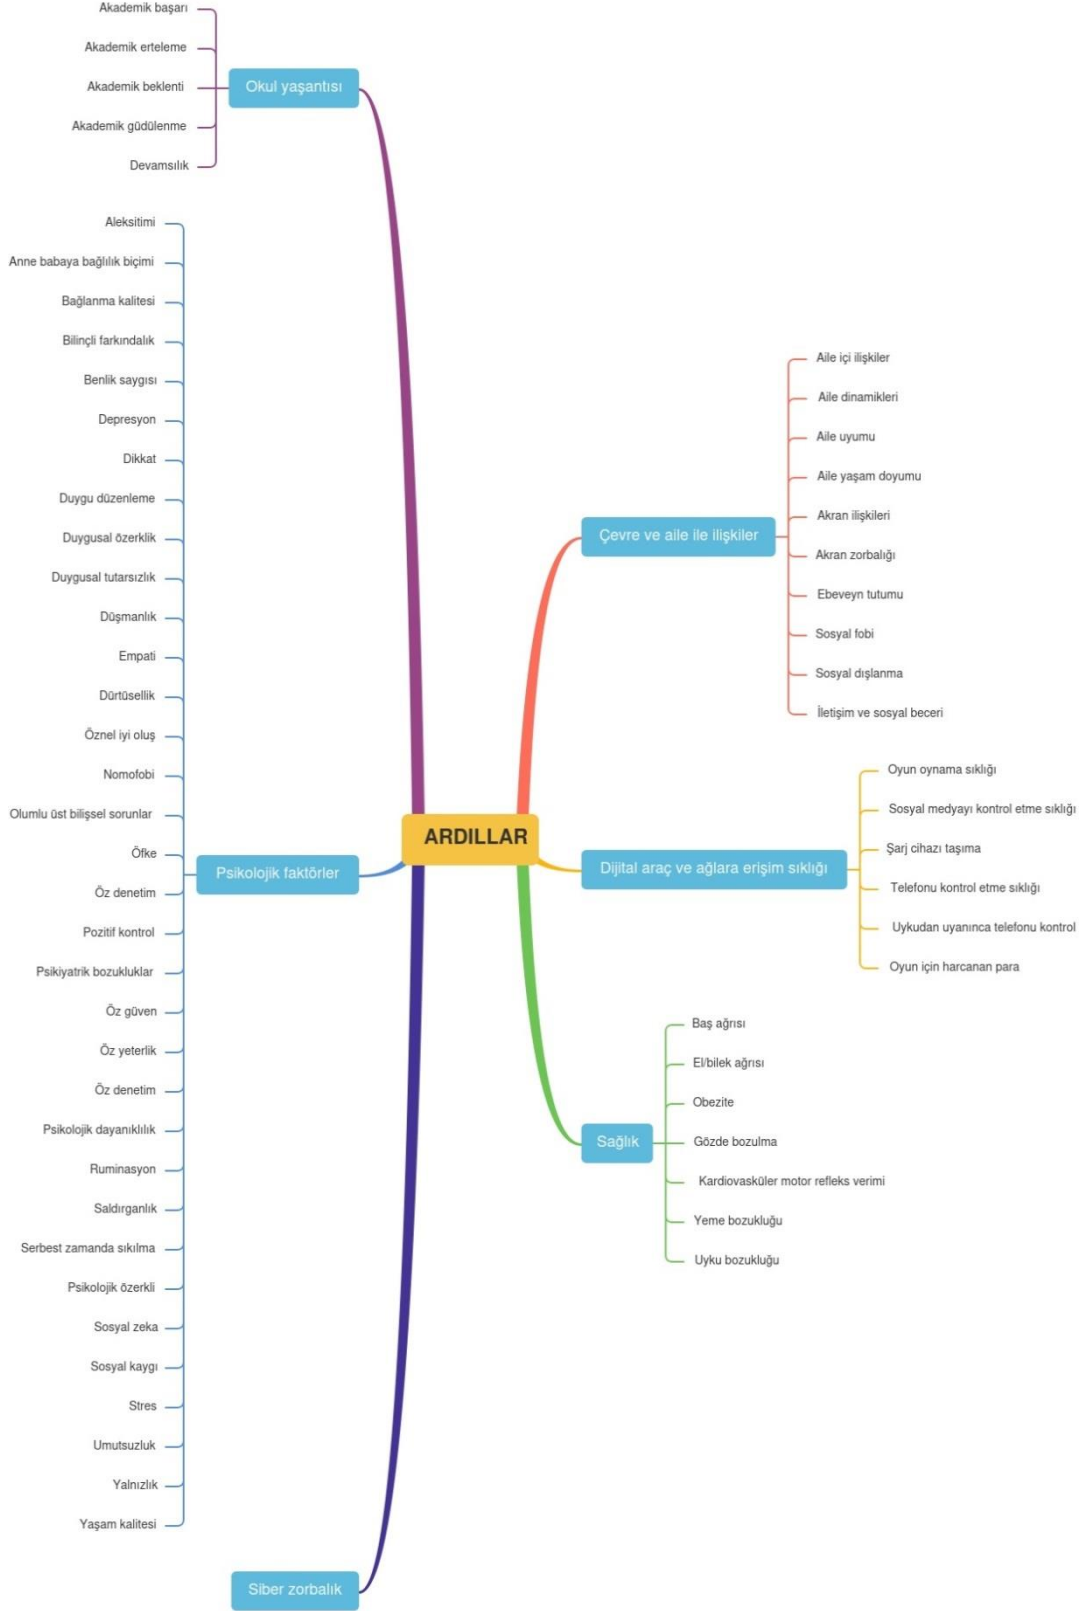 Akademik başarı
Akademik erteleme
Akademik beklenti
Akademik güdülenme
Devamsılık
Okul yaşantısı
Aleksitimi
Anne babaya bağlılık biçimi
Bağlanma kalitesi
Bilinçli farkındalık
Benlik saygısı
Depresyon
Dikkat
Duygu düzenleme
Duygusal özerklik
Duygusal tutarsızlık
Düşmanlık
Empati
Dürtüsellik
Öznel iyi oluş
Nomofobi
Olumlu üst bilişsel sorunlar
Öfke
Öz denetim
Pozitif kontrol
Psikiyatrik bozukluklar
Öz güven
Öz yeterlik
Öz denetim
Psikolojik dayanıklılık
Ruminasyon
Saldırganlık
Serbest zamanda sıkılma
Psikolojik özerkli
Sosyal zeka
Sosyal kaygı
Stres
Umutsuzluk
Yalnızlık
Yaşam kalitesi
Psikolojik faktörler
Siber zorbalık
ARDILLAR
Çevre ve aile ile ilişkiler
Aile içi ilişkiler
Aile dinamikleri
Aile uyumu
Aile yaşam doyumu
Akran ilişkileri
Akran zorbalığı
Ebeveyn tutumu
Sosyal fobi
Sosyal dışlanma
İletişim ve sosyal beceri
Dijital araç ve ağlara erişim sıklığı
Oyun oynama sıklığı
Sosyal medyayı kontrol etme sıklığı
Şarj cihazı taşıma
Telefonu kontrol etme sıklığı
Uykudan uyanınca telefonu kontrol
Oyun için harcanan para
Sağlık
Baş ağrısı
El/bilek ağrısı
Obezite
Gözde bozulma
Kardiovasküler motor refleks verimi
Yeme bozukluğu
Uyku bozukluğu